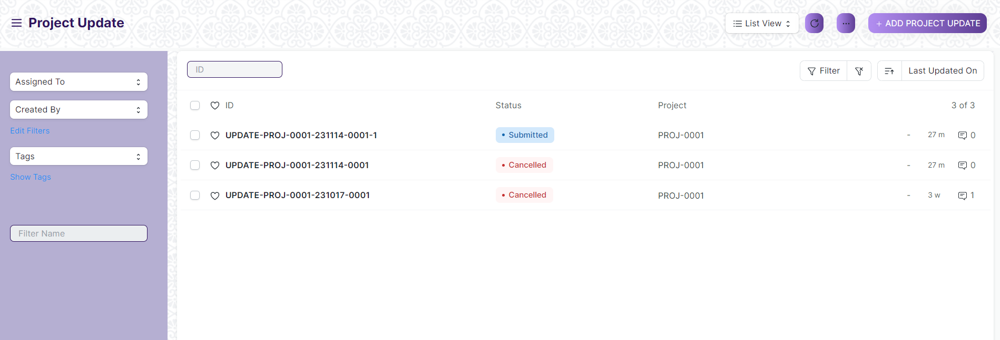 Project Update
List View
+ ADD PROJECT UPDATE
Assigned To
Created By
Edit Filters
Tags
Show Tags
Filter Name
ID
Filter
Last Updated On
ID Status Project 3 of 3
UPDATE-PROJ-0001-231114-0001-1 • Submitted PROJ-0001 - 27 m 0
UPDATE-PROJ-0001-231114-0001 • Cancelled PROJ-0001 - 27 m 0
UPDATE-PROJ-0001-231017-0001 • Cancelled PROJ-0001 - 3 w 1